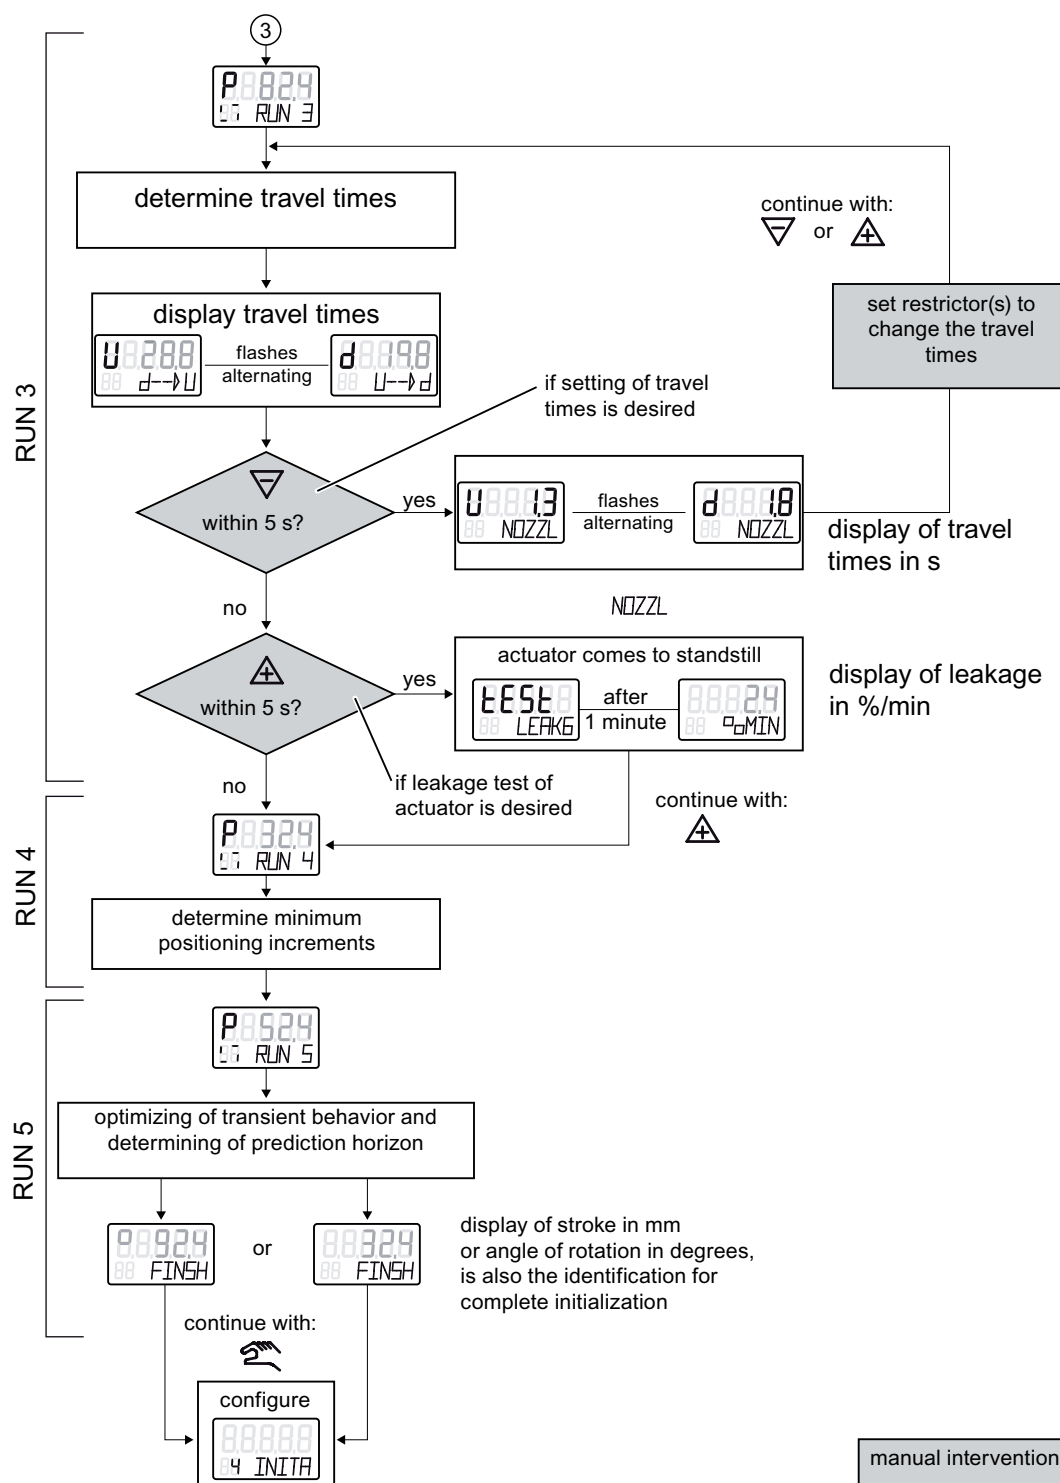 3
P 82.4
RUN 3
determine travel times
continue with:
or
set restrictor(s) to
change the travel
times
display travel times
U 28.8
d-->U
flashes
alternating
d 19.8
U-->d
RUN 3
if setting of travel
times is desired
within 5 s?
yes
U 1.3
NOZZL
flashes
alternating
d 1.8
NOZZL
display of travel
times in s
no
NOZZL
within 5 s?
yes
actuator comes to standstill
tESt
LEAKG
after
1 minute
2.4
%MIN
display of leakage
in %/min
no
if leakage test of
actuator is desired
continue with:
P 32.4
RUN 4
RUN 4
determine minimum
positioning increments
P 52.4
RUN 5
RUN 5
optimizing of transient behavior and
determining of prediction horizon
° 92.4
FINSH
or
32.4
FINSH
display of stroke in mm
or angle of rotation in degrees,
is also the identification for
complete initialization
continue with:
configure
4 INITA
manual intervention